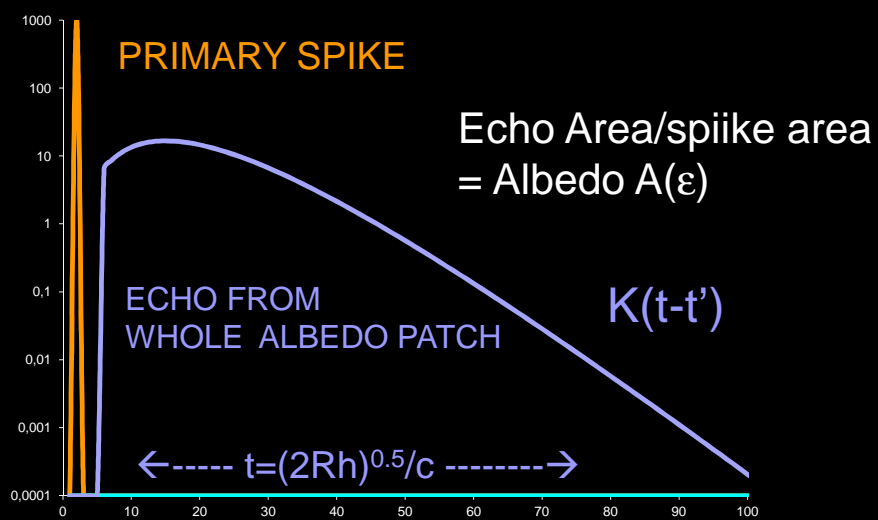 1000
PRIMARY SPIKE
100
Echo Area/spiike area
= Albedo A(ε)
10
1
0,1
ECHO FROM
WHOLE ALBEDO PATCH
K(t-t’)
0,01
0,001
←----- t=(2Rh)^0.5/c --------→
0,0001
0 10 20 30 40 50 60 70 80 90 100